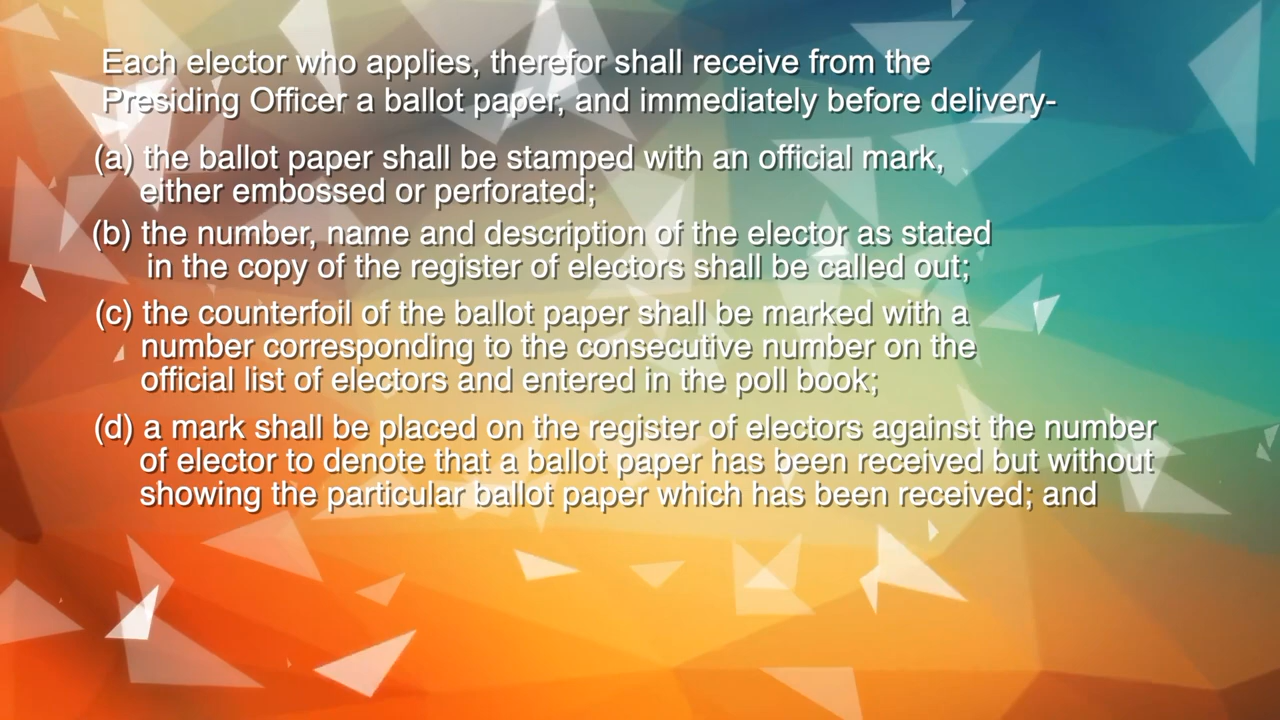 Each elector who applies, therefor shall receive from the
Presiding Officer a ballot paper, and immediately before delivery-
(a) the ballot paper shall be stamped with an official mark,
either embossed or perforated;
(b) the number, name and description of the elector as stated
in the copy of the register of electors shall be called out;
(c) the counterfoil of the ballot paper shall be marked with a
number corresponding to the consecutive number on the
official list of electors and entered in the poll book;
(d) a mark shall be placed on the register of electors against the number
of elector to denote that a ballot paper has been received but without
showing the particular ballot paper which has been received; and